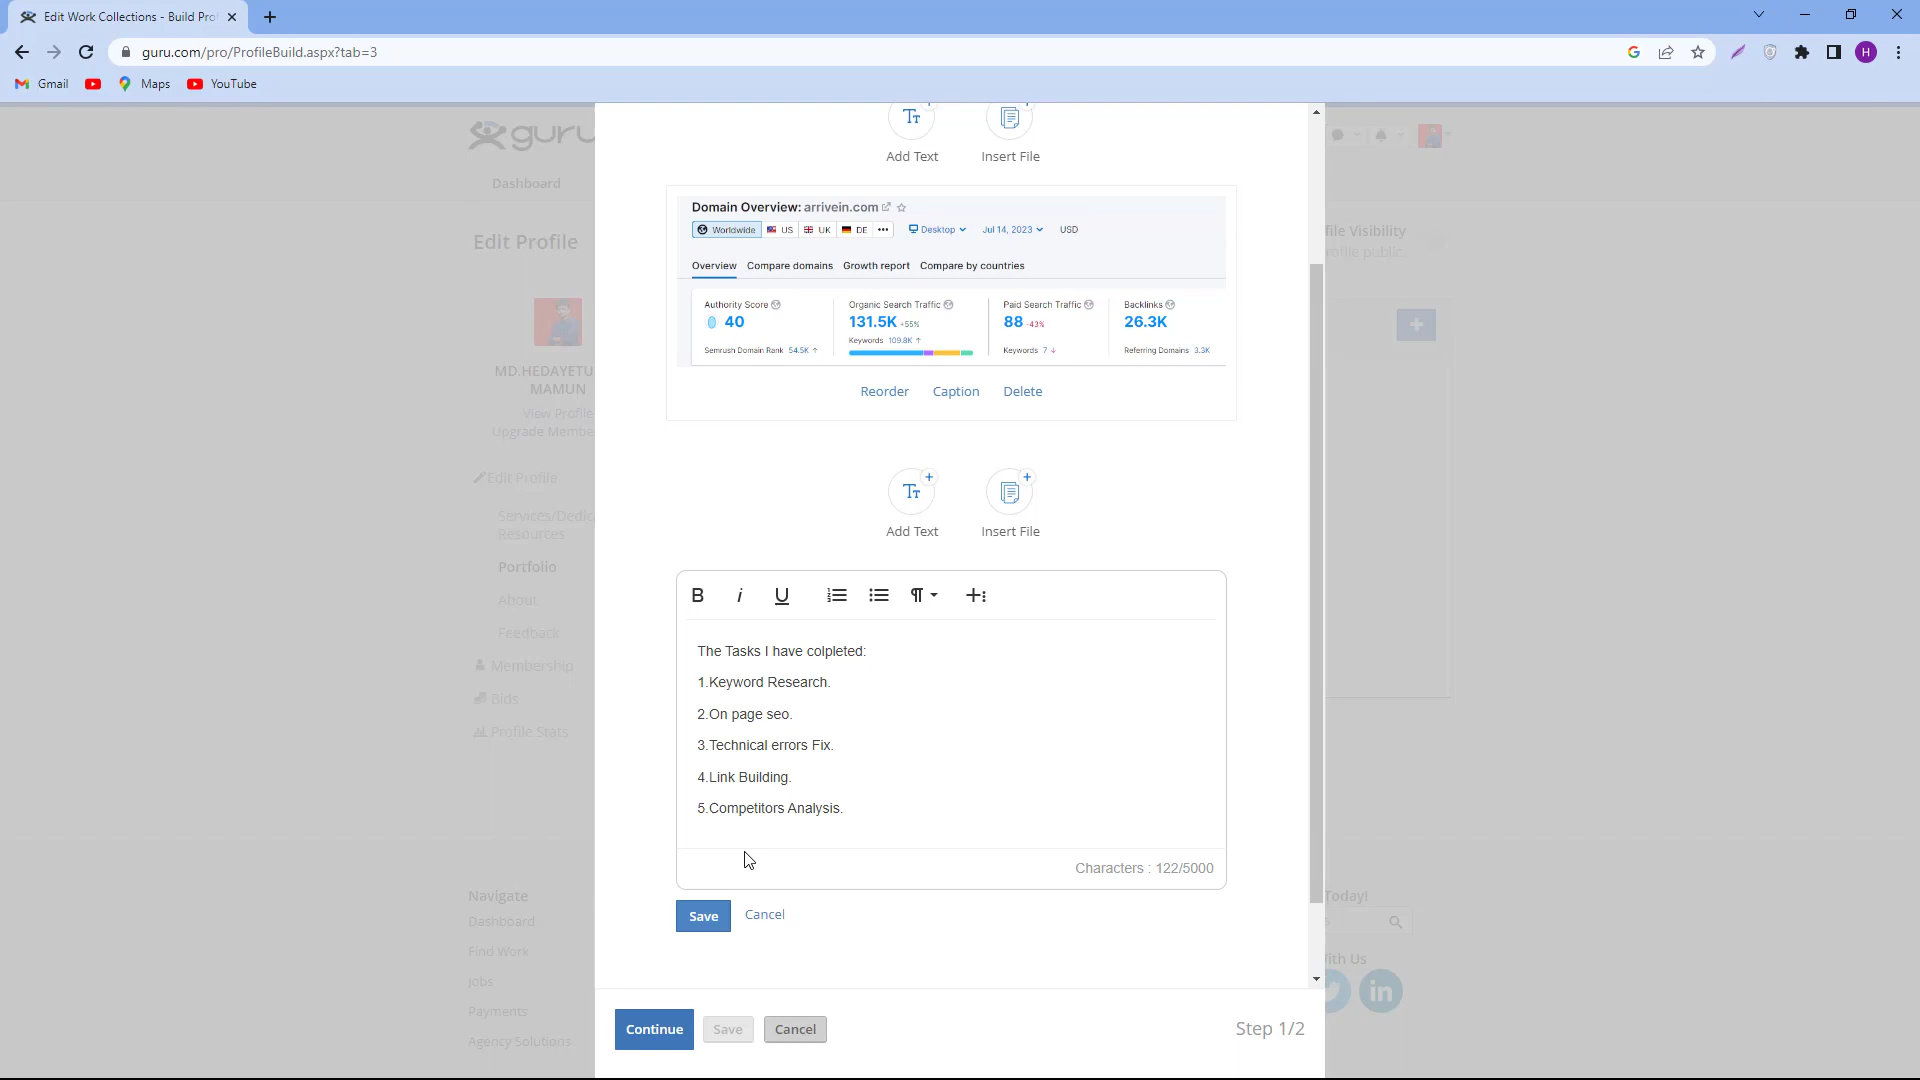 Edit Work Collections - Build Prof
guru.com/pro/ProfileBuild.aspx?tab=3
H
Gmail
Maps
YouTube
guru
Dashboard
Edit Profile
MD.HEDAYETU
MAMUN
View Profile
Upgrade Membe
Edit Profile
Services/Dedic
Resources
Portfolio
About
Feedback
Membership
Bids
Profile Stats
Navigate
Dashboard
Find Work
Jobs
Payments
Agency Solutions
Tт
Add Text
Insert File
Domain Overview: arrivein.com
Worldwide US UK DE ••• Desktop Jul 14, 2023 USD
Overview Compare domains Growth report Compare by countries
Authority Score Organic Search Traffic Paid Search Traffic Backlinks
40 131.5K +55% 88 -43% 26.3K
Keywords 109.8K ↑
Semrush Domain Rank 54.5K ↑ Keywords 7 ↓ Referring Domains 3.3K
Reorder Caption Delete
Tт
Add Text
Insert File
B i U
The Tasks I have colpleted:
1.Keyword Research.
2.On page seo.
3.Technical errors Fix.
4.Link Building.
5.Competitors Analysis.
Characters : 122/5000
Save Cancel
Continue Save Cancel Step 1/2
file Visibility
rofile public.
Today!
ith Us
in